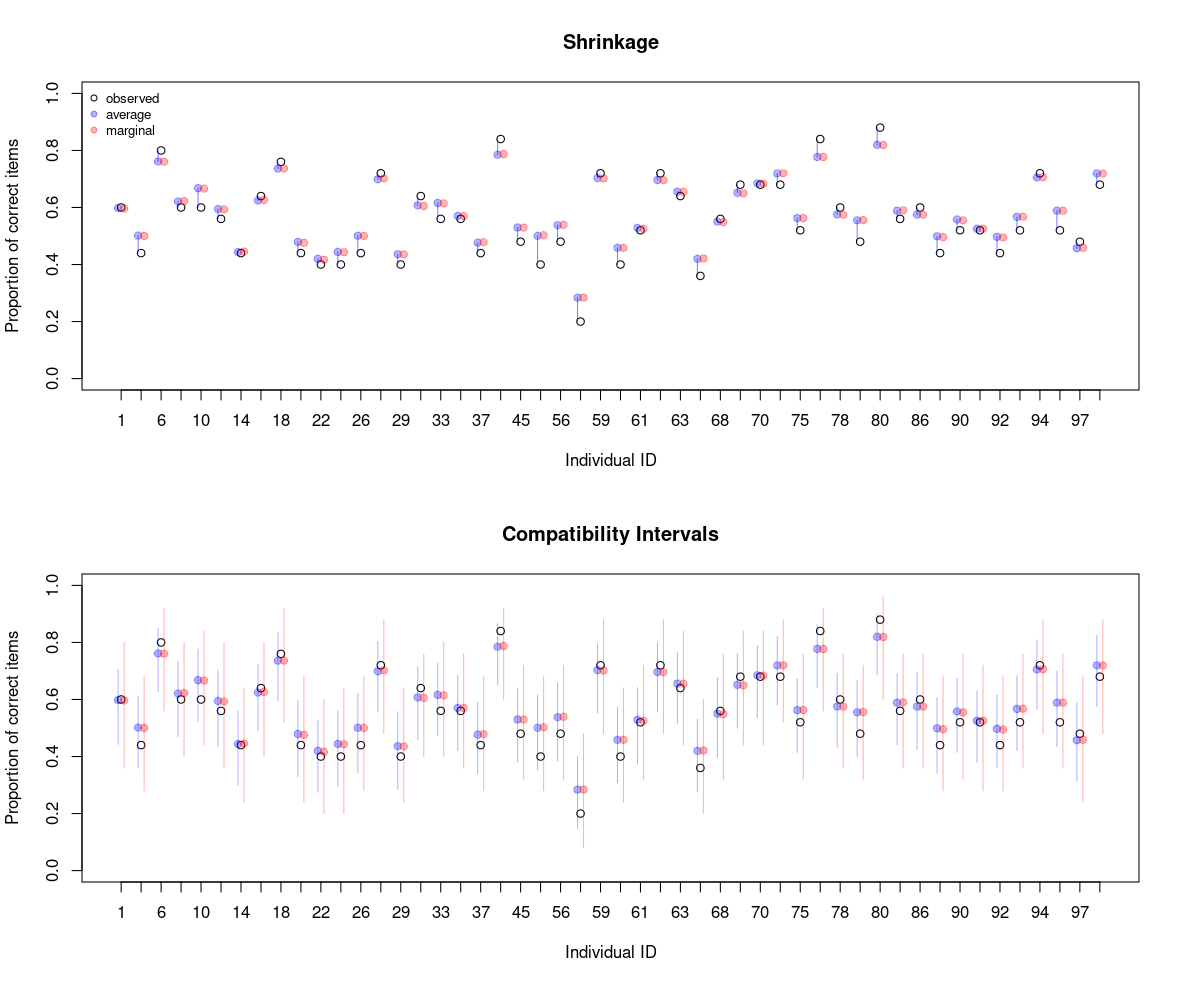 Shrinkage
Proportion of correct items
1.0
0.8
0.6
0.4
0.2
0.0
observed
average
marginal
1 6 10 14 18 22 26 29 33 37 45 56 59 61 63 68 70 75 78 80 86 90 92 94 97
Individual ID
Compatibility Intervals
Proportion of correct items
1.0
0.8
0.6
0.4
0.2
0.0
1 6 10 14 18 22 26 29 33 37 45 56 59 61 63 68 70 75 78 80 86 90 92 94 97
Individual ID